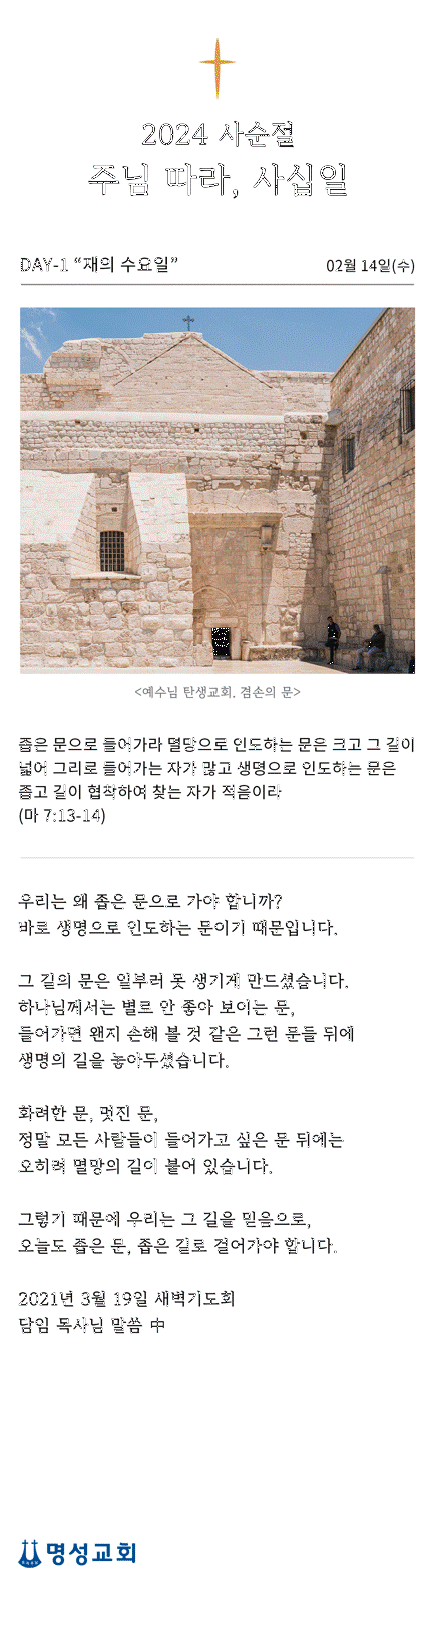 2024 사순절
주님 따라, 사십일
DAY-1 “재의 수요일”
02월 14일(수)
<예수님 탄생교회, 겸손의 문>
좁은 문으로 들어가라 멸망으로 인도하는 문은 크고 그 길이
넓어 그리로 들어가는 자가 많고 생명으로 인도하는 문은
좁고 길이 협착하여 찾는 자가 적음이라
(마 7:13-14)
우리는 왜 좁은 문으로 가야 합니까?
바로 생명으로 인도하는 문이기 때문입니다.
그 길의 문은 일부러 못 생기게 만드셨습니다.
하나님께서는 별로 안 좋아 보이는 문,
들어가면 왠지 손해 볼 것 같은 그런 문들 뒤에
생명의 길을 놓아두셨습니다.
화려한 문, 멋진 문,
정말 모든 사람들이 들어가고 싶은 문 뒤에는
오히려 멸망의 길이 붙어 있습니다.
그렇기 때문에 우리는 그 길을 믿음으로,
오늘도 좁은 문, 좁은 길로 걸어가야 합니다.
2021년 3월 19일 새벽기도회
담임 목사님 말씀 中
명성교회